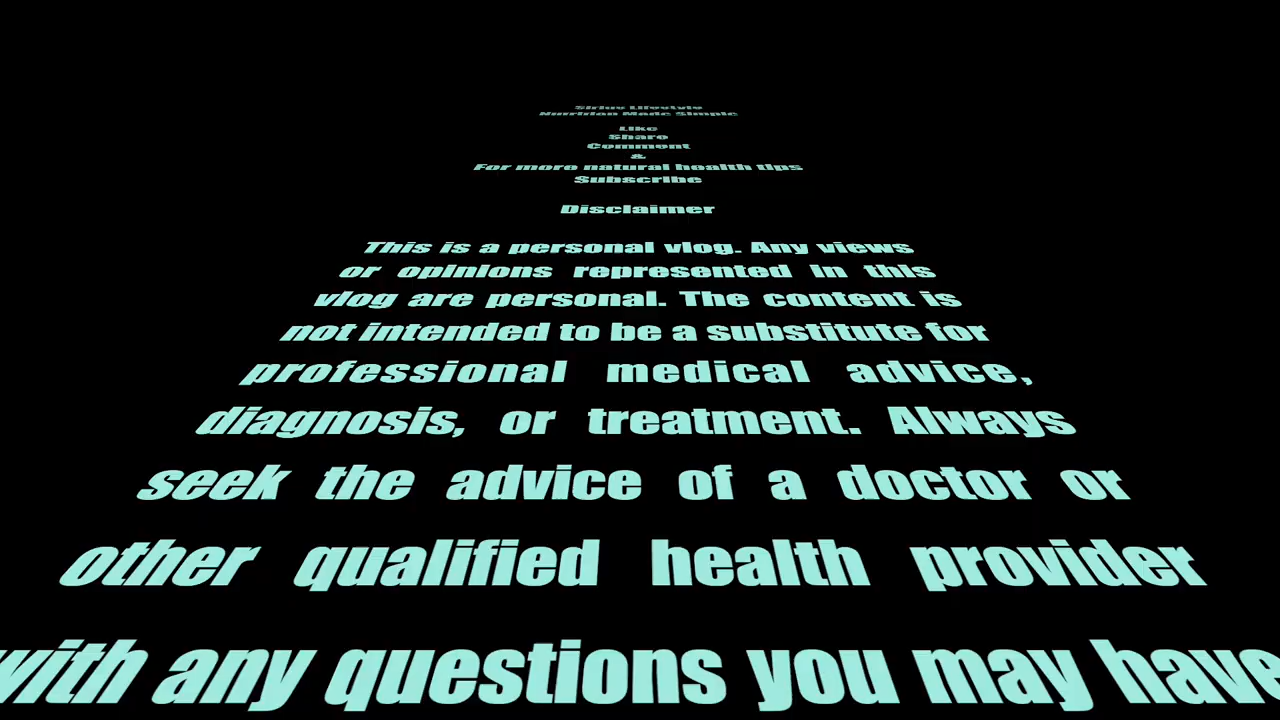 Sirius Lifestyle
Nutrition Made Simple
Like
Share
Comment
&
For more natural health tips
Subscribe
Disclaimer
This is a personal vlog. Any views
or opinions represented in this
vlog are personal. The content is
not intended to be a substitute for
professional medical advice,
diagnosis, or treatment. Always
seek the advice of a doctor or
other qualified health provider
with any questions you may have